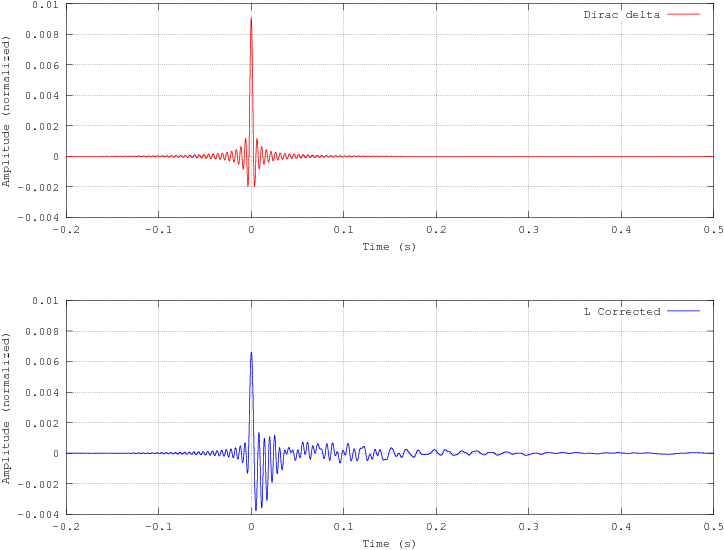 0.01
Dirac delta
0.008
0.006
0.004
0.002
0
-0.002
-0.004
Amplitude (normalized)
-0.2 -0.1 0 0.1 0.2 0.3 0.4 0.5
Time (s)
0.01
L Corrected
0.008
0.006
0.004
0.002
0
-0.002
-0.004
Amplitude (normalized)
-0.2 -0.1 0 0.1 0.2 0.3 0.4 0.5
Time (s)